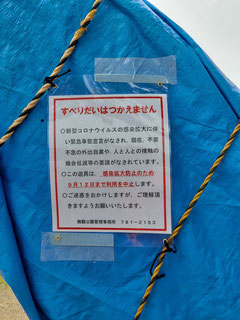 すべりだいはつかえません
〇新型コロナウイルスの感染拡大に伴
い緊急事態宣言がなされ、現在、不要
不急の外出自粛や、人と人との接触の
機会低減等の要請がなされています。
〇この遊具は、感染拡大防止のため
9月12日まで利用を中止します。
〇ご迷惑をおかけしますが、ご理解頂
きますようお願いいたします。
舞鶴公園管理事務所 781-2153